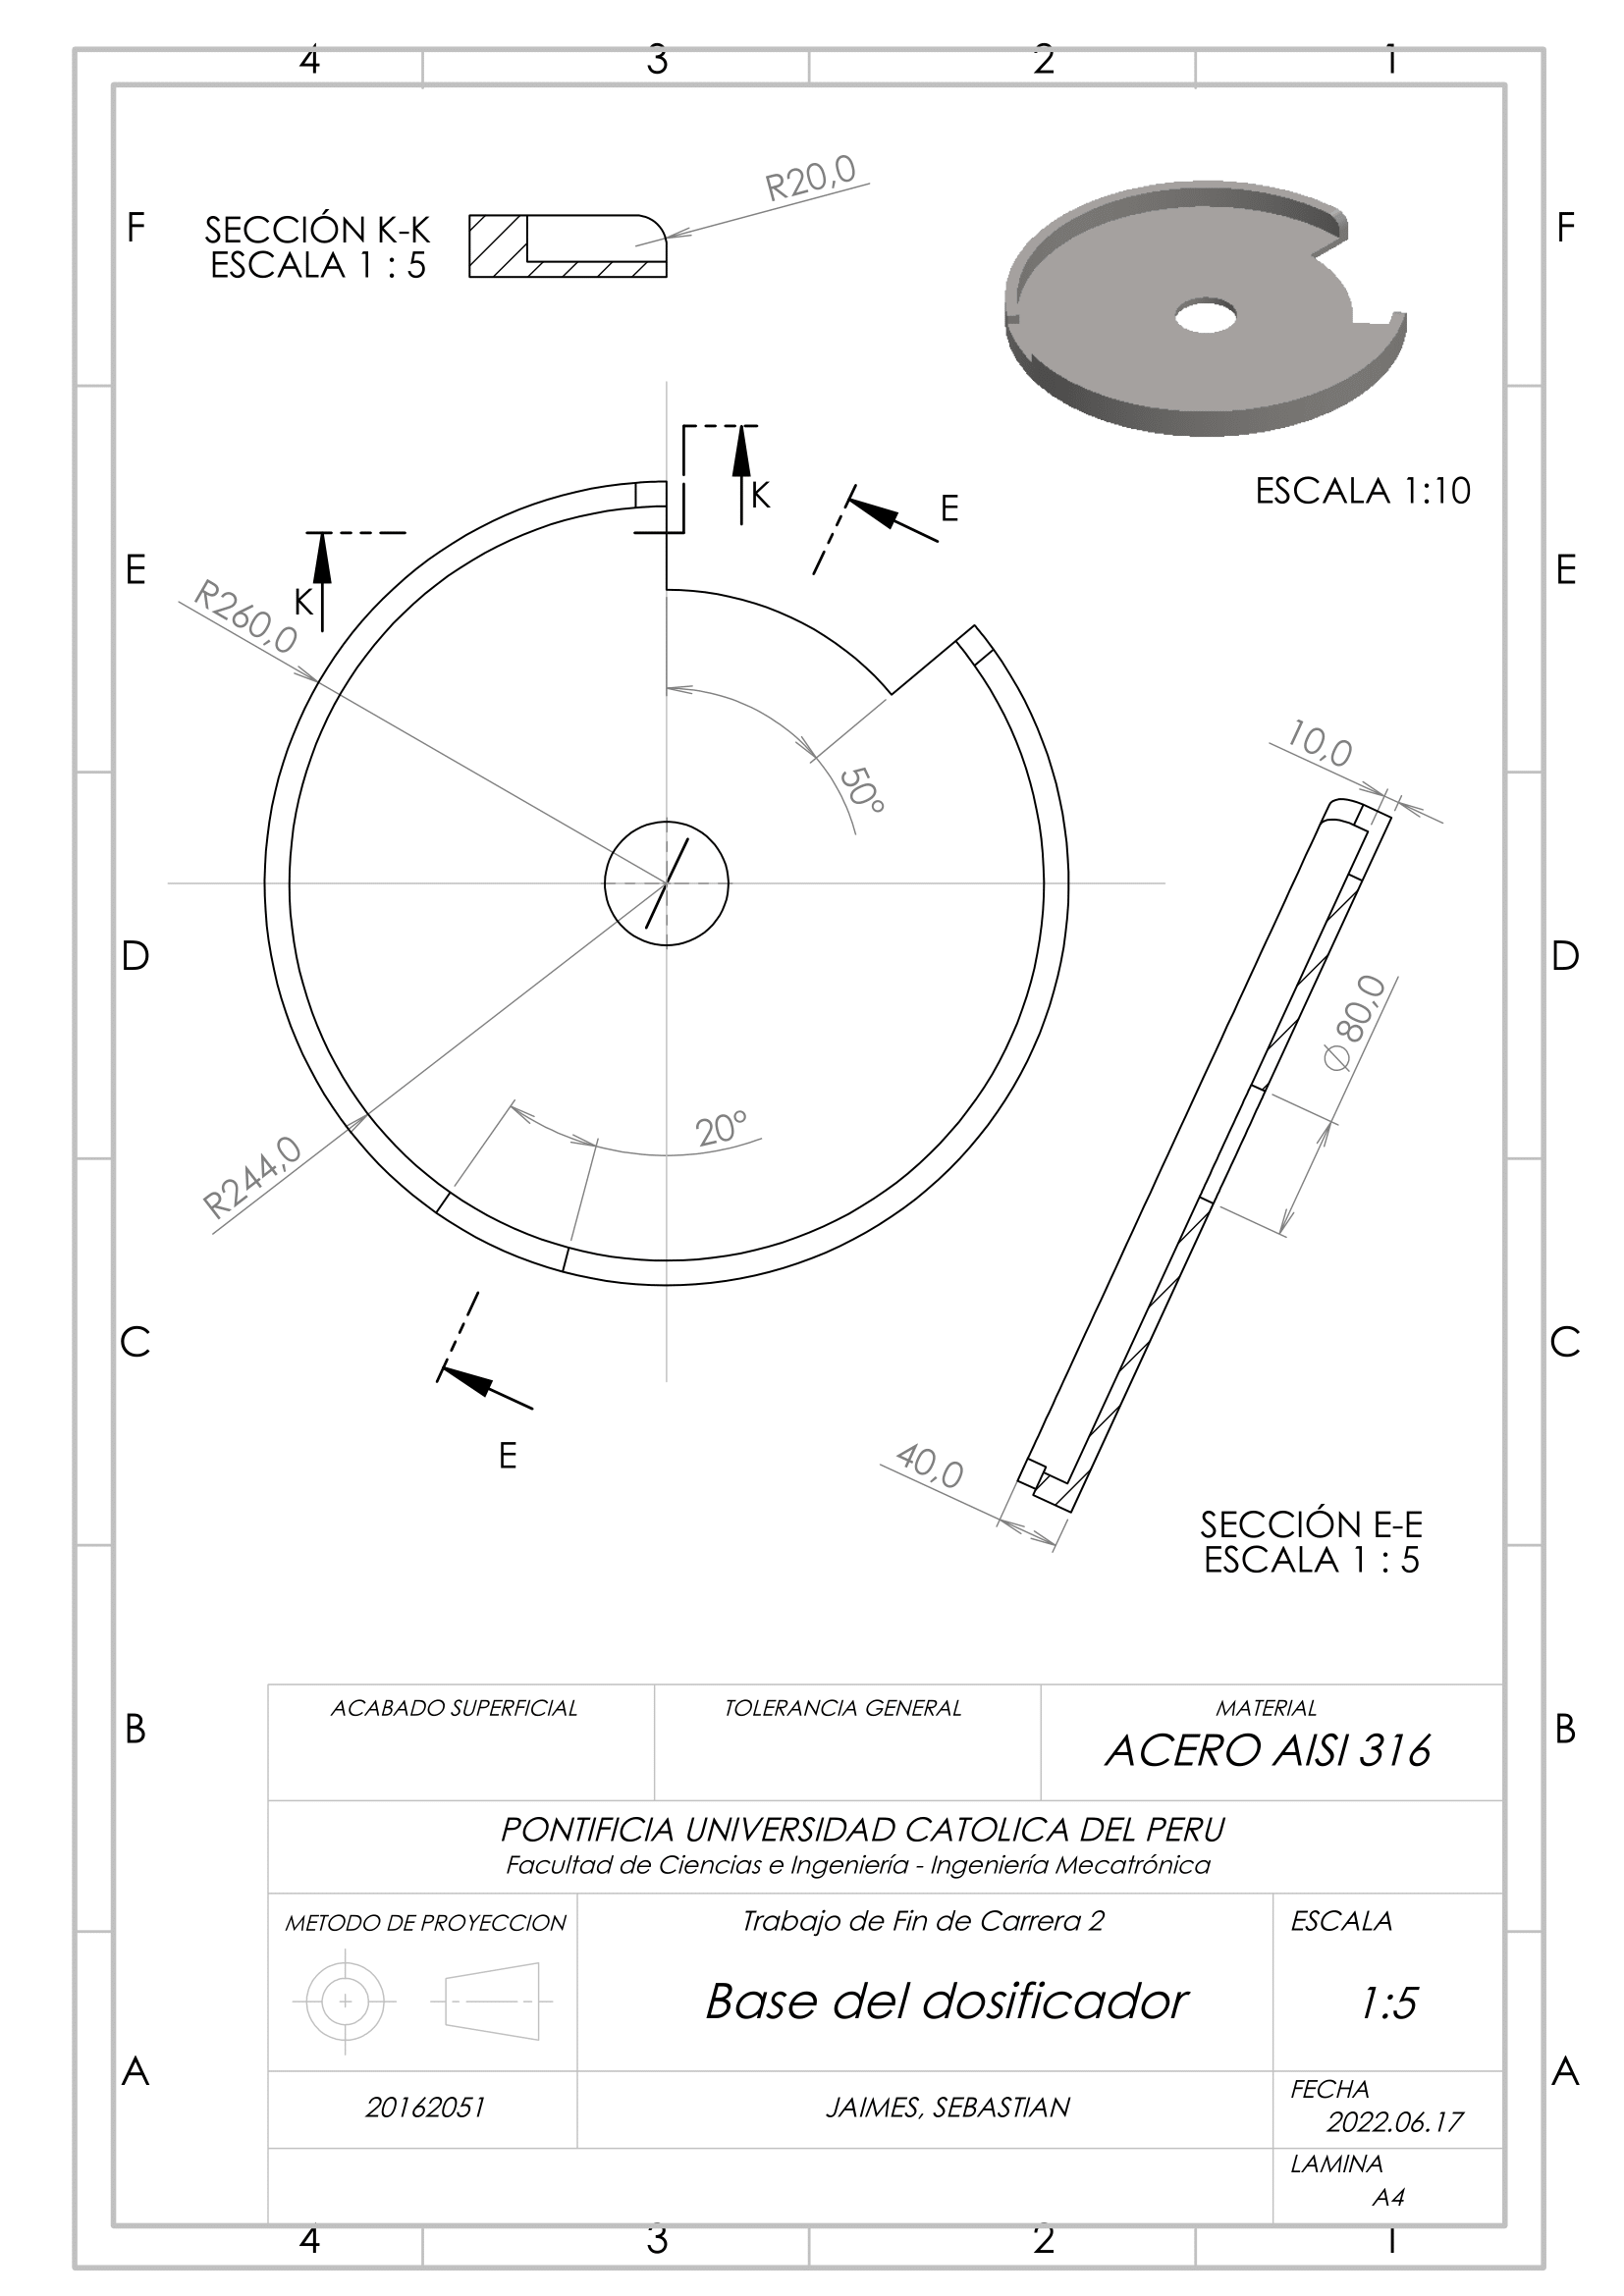 4 3 2 1
F F
SECCIÓN K-K
ESCALA 1 : 5
R20,0
ESCALA 1:10
K
E
E E
K
R260,0
50°
10,0
D D
Ø 80,0
20°
R244,0
C C
E
40,0
SECCIÓN E-E
ESCALA 1 : 5
ACABADO SUPERFICIAL
TOLERANCIA GENERAL
MATERIAL
ACERO AISI 316
B B
PONTIFICIA UNIVERSIDAD CATOLICA DEL PERU
Facultad de Ciencias e Ingeniería - Ingeniería Mecatrónica
METODO DE PROYECCION
Trabajo de Fin de Carrera 2
ESCALA
Base del dosificador
1:5
A A
20162051
JAIMES, SEBASTIAN
FECHA
2022.06.17
LAMINA
A4
4 3 2 1